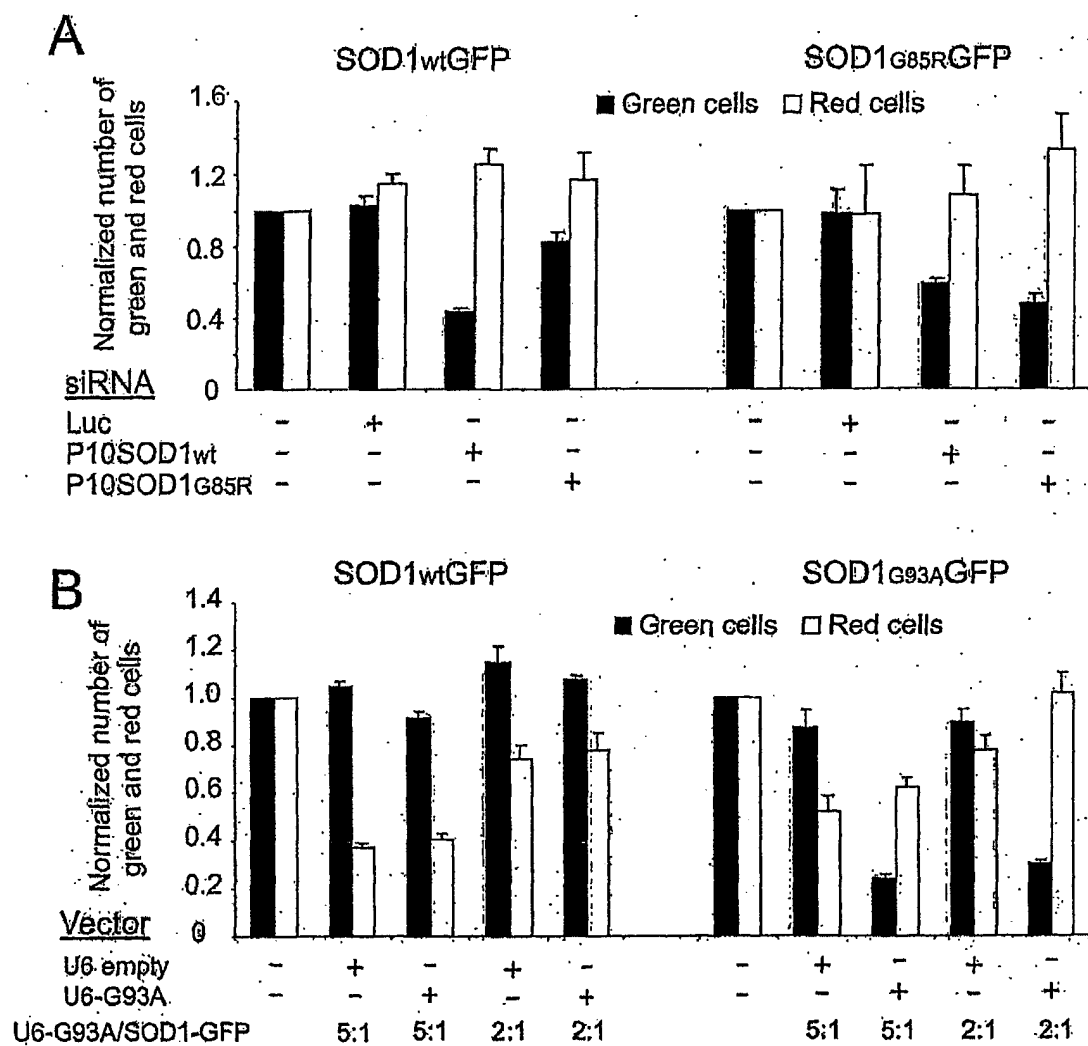 A
SOD1wtGFP SOD1G85RGFP
Normalized number of
green and red cells
Green cells Red cells
1.6
1.2
0.8
0.4
0
siRNA
Luc - + - - - + - -
P10SOD1wt - - + - - - + -
P10SOD1G85R - - - + - - - +
B
SOD1wtGFP SOD1G93AGFP
Normalized number of
green and red cells
Green cells Red cells
1.4
1.2
1.0
0.8
0.6
0.4
0.2
0
Vector
U6 empty - + - + - - + - + -
U6-G93A - - + - + - - + - +
U6-G93A/SOD1-GFP 5:1 5:1 2:1 2:1 5:1 5:1 2:1 2:1